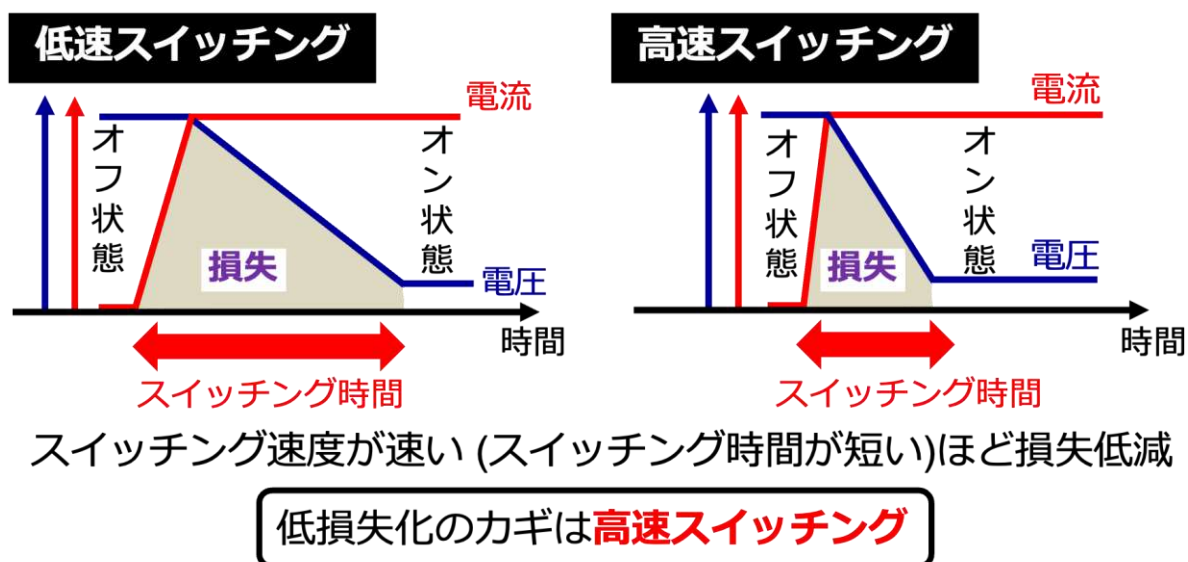 低速スイッチング
電流
オフ状態
オン状態
損失
電圧
時間
スイッチング時間
高速スイッチング
電流
オフ状態
オン状態
損失
電圧
時間
スイッチング時間
スイッチング速度が速い (スイッチング時間が短い)ほど損失低減
低損失化のカギは高速スイッチング